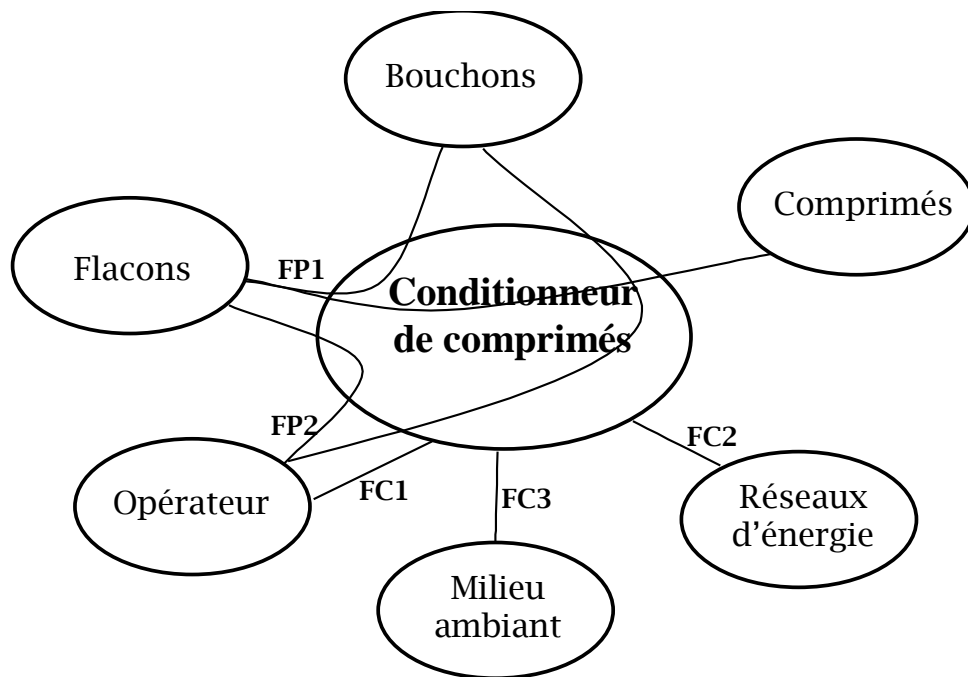 Bouchons
Comprimés
Flacons
FP1
Conditionneur
de comprimés
FP2
FC2
Opérateur
FC1
FC3
Réseaux
d’énergie
Milieu
ambiant